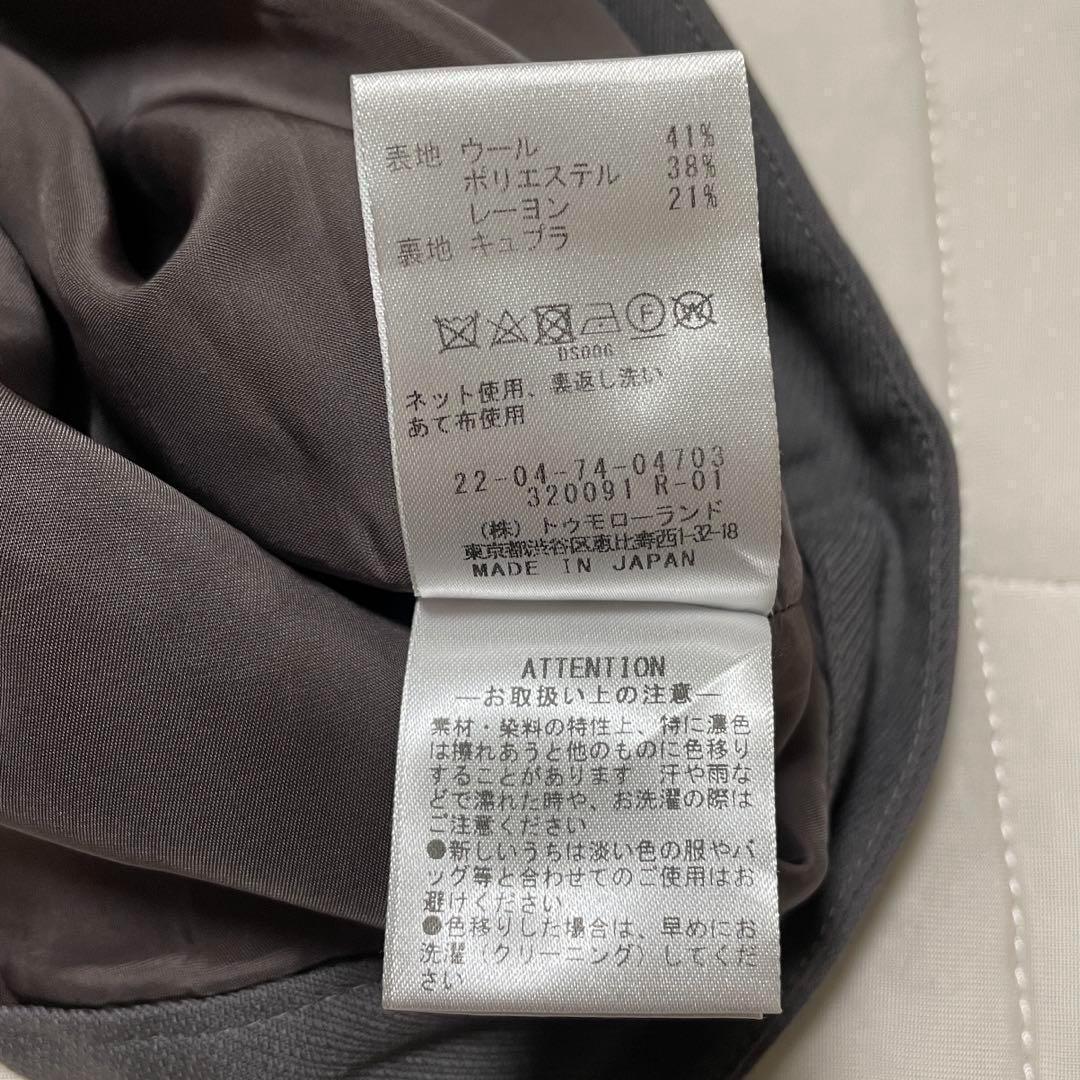 表地 ウール 41%
ポリエステル 38%
レーヨン 21%
裏地 キュプラ
F W
DS006
ネット使用、裏返し洗い
あて布使用
22-04-74-04703
320091 R-01
(株) トゥモローランド
東京都渋谷区恵比寿西1-32-18
MADE IN JAPAN
ATTENTION
—お取扱い上の注意—
素材・染料の特性上、特に濃色
は擦れあうと他のものに色移り
することがあります 汗や雨な
どで濡れた時や、お洗濯の際は
ご注意ください
●新しいうちは淡い色の服やバ
ッグ等と合わせてのご使用はお
避けください
●色移りした場合は、早めにお
洗濯(クリーニング)してくだ
さい